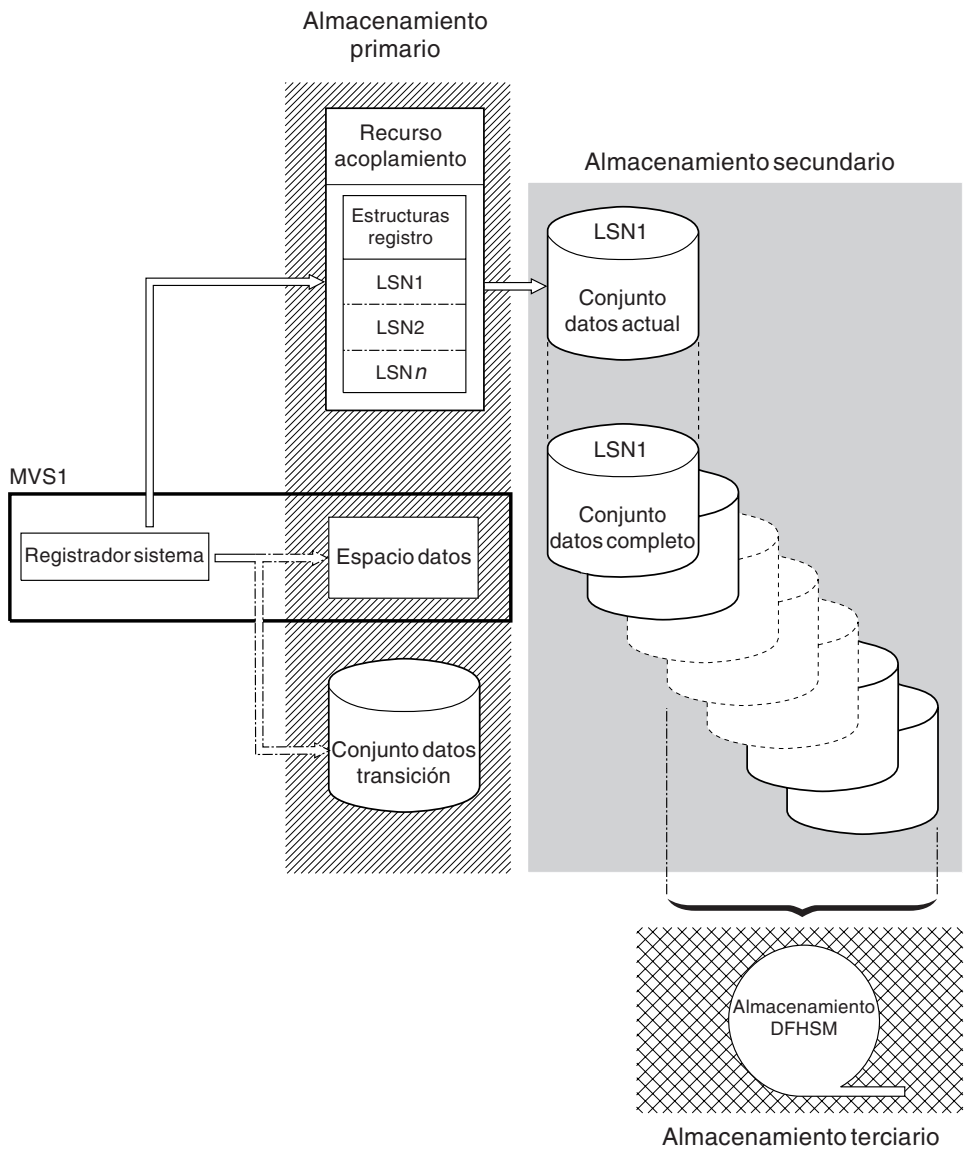 Almacenamiento
primario
Recurso
acoplamiento
Estructuras
registro
LSN1
LSN2
LSNn
Almacenamiento secundario
LSN1
Conjunto
datos actual
LSN1
Conjunto
datos completo
MVS1
Registrador sistema
Espacio datos
Conjunto datos
transición
Almacenamiento
DFHSM
Almacenamiento terciario